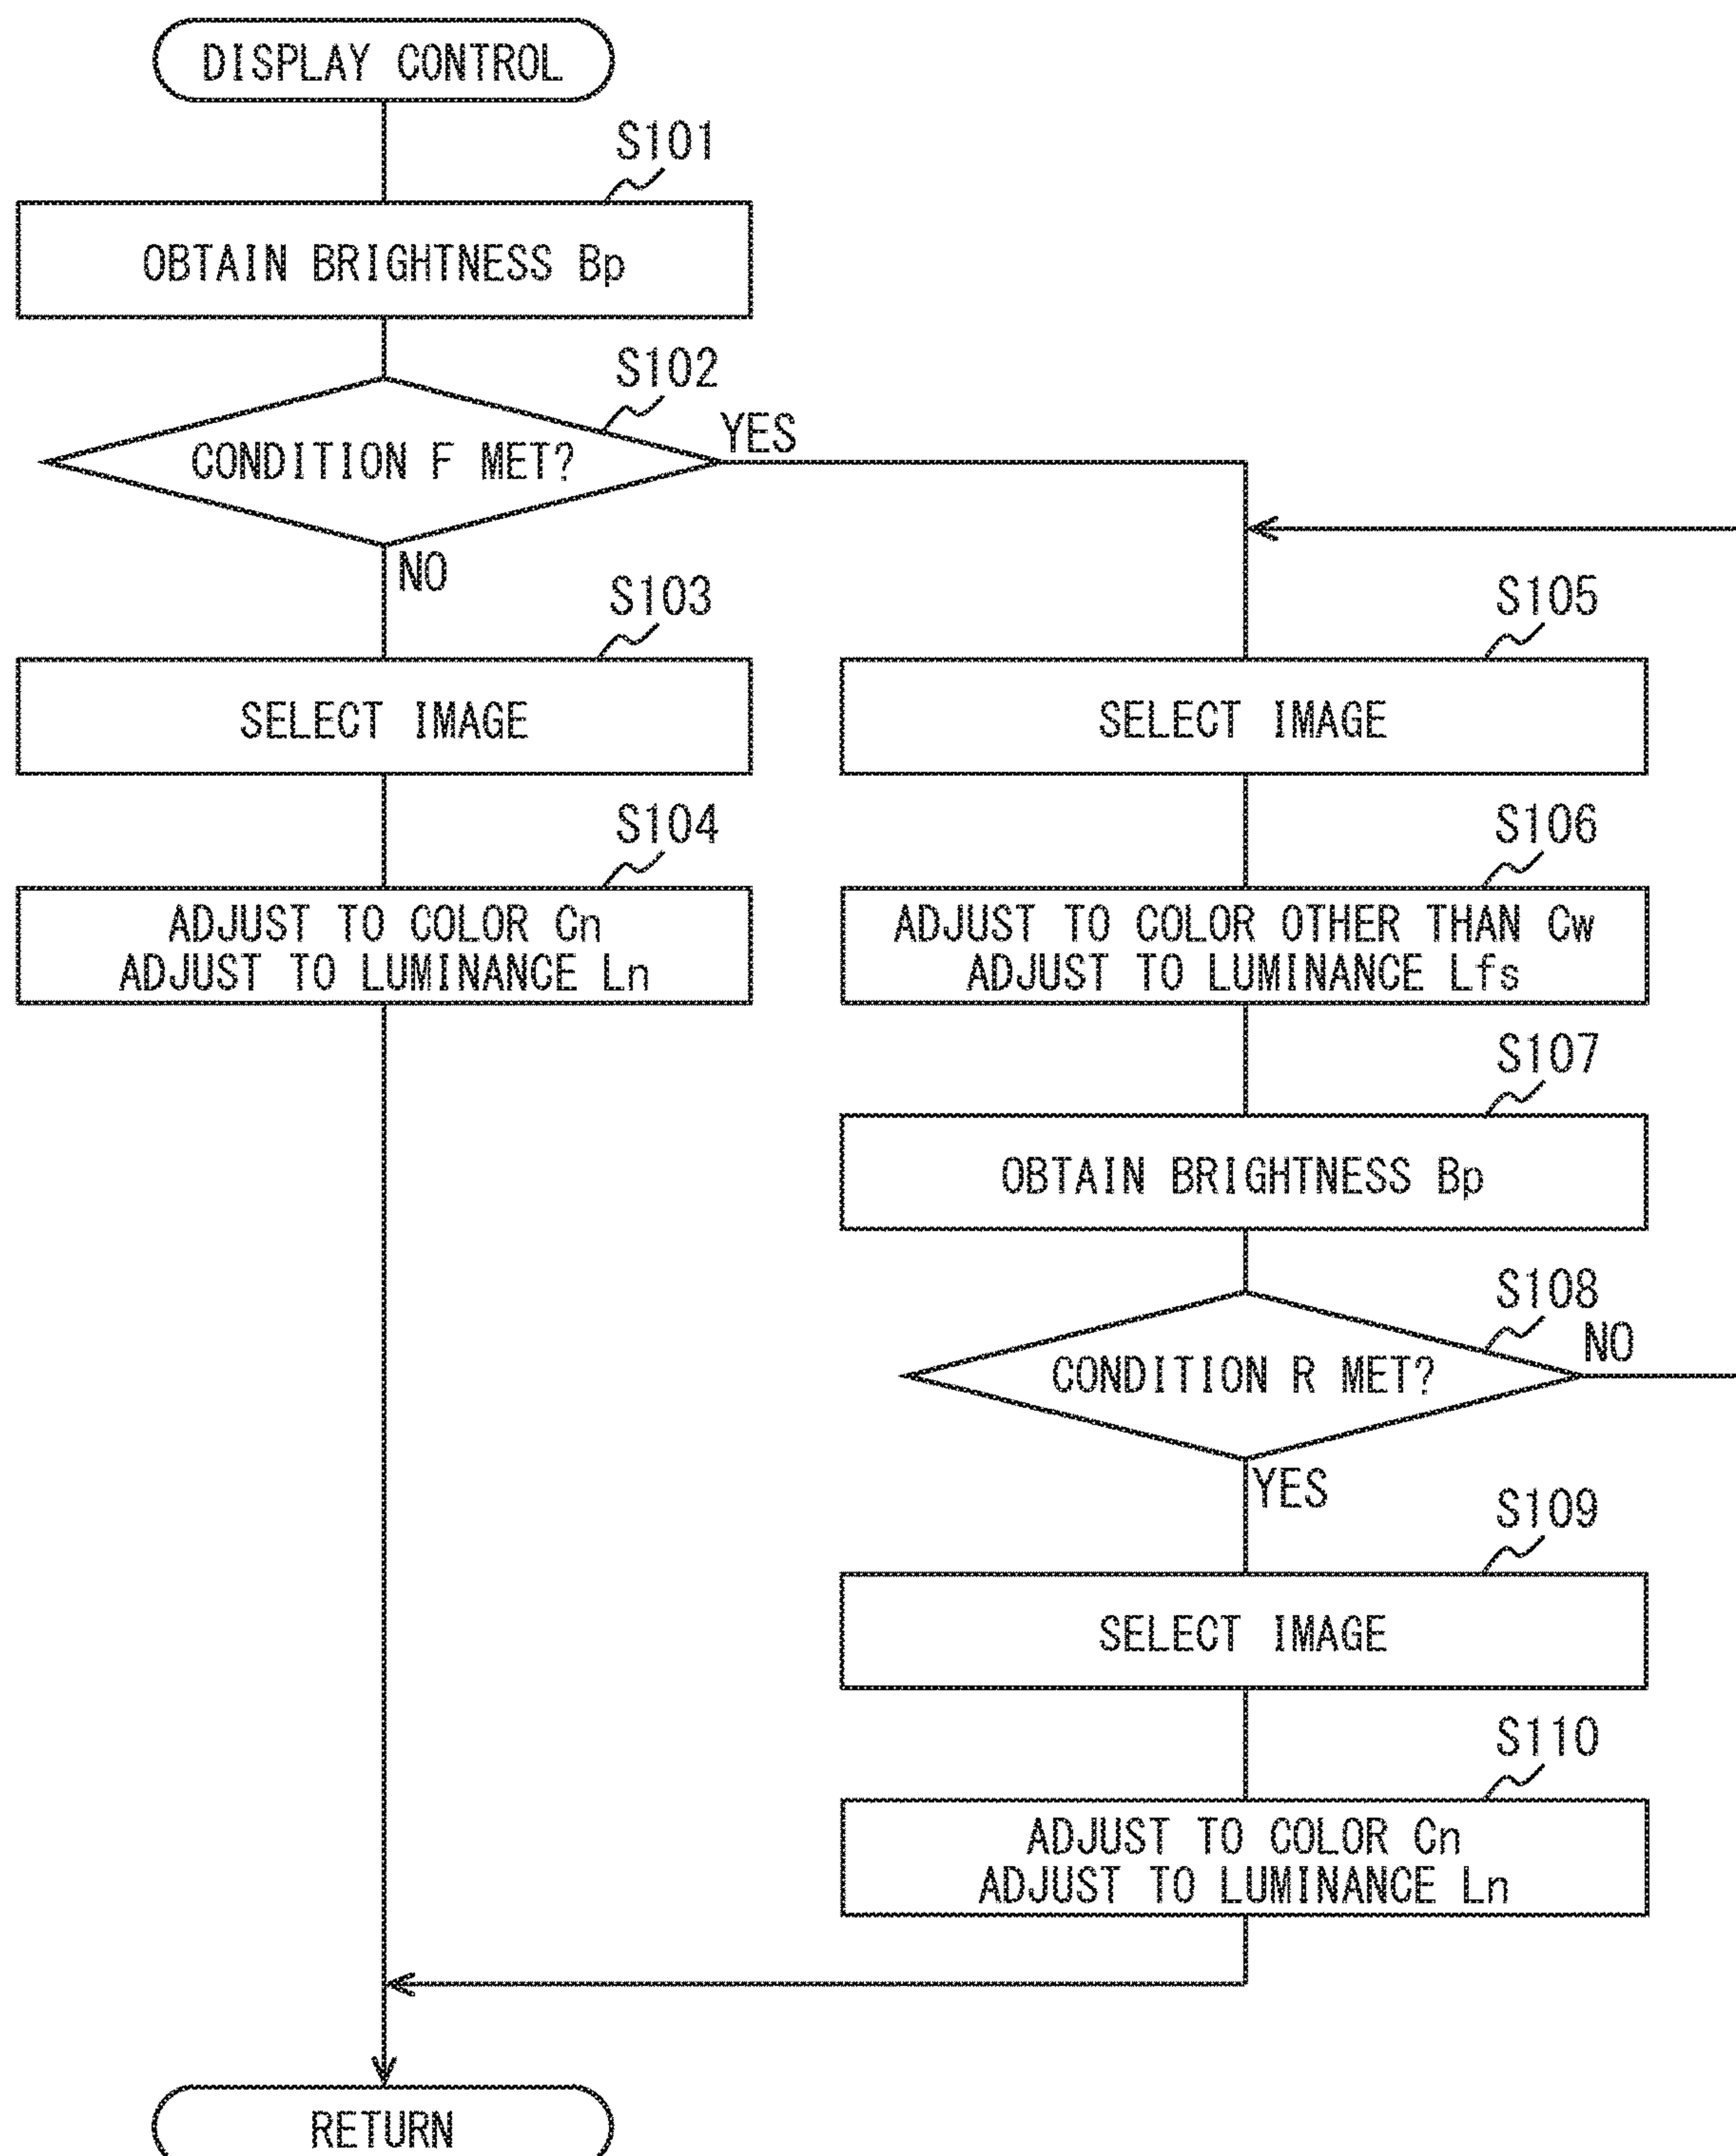 DISPLAY CONTROL
S101
OBTAIN BRIGHTNESS Bp
S102
CONDITION F MET?
YES
NO
S103
SELECT IMAGE
S104
ADJUST TO COLOR Cn
ADJUST TO LUMINANCE Ln
S105
SELECT IMAGE
S106
ADJUST TO COLOR OTHER THAN Cw
ADJUST TO LUMINANCE Lfs
S107
OBTAIN BRIGHTNESS Bp
S108
CONDITION R MET?
NO
YES
S109
SELECT IMAGE
S110
ADJUST TO COLOR Cn
ADJUST TO LUMINANCE Ln
RETURN